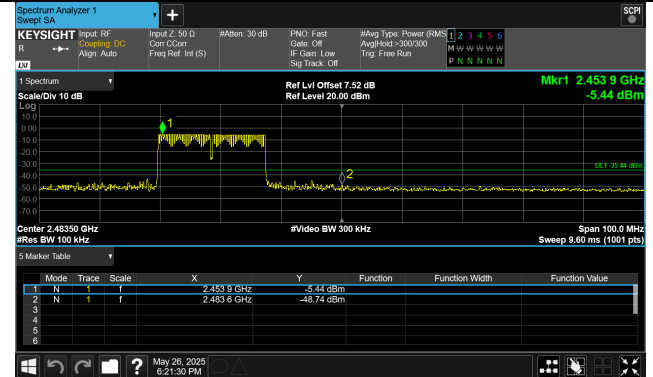 Spectrum Analyzer 1
Swept SA
SCPI
KEYSIGHT Input: RF Input Z: 50 Ω #Atten: 30 dB PNO: Fast #Avg Type: Power (RMS 1 2 3 4 5 6
R Coupling: DC Corr CCorr Gate: Off Avg|Hold:>300/300 M W W W W W
Align: Auto Freq Ref: Int (S) IF Gain: Low Trig: Free Run
LXI Sig Track: Off P N N N N N
1 Spectrum
Ref Lvl Offset 7.52 dB Mkr1 2.453 9 GHz
Scale/Div 10 dB Ref Level 20.00 dBm -5.44 dBm
Log
10.0
0.00
-10.0
-20.0
-30.0
-40.0
-50.0
-60.0
-70.0
1
2
DL1 -35.44 dBm
Center 2.48350 GHz #Video BW 300 kHz Span 100.0 MHz
#Res BW 100 kHz Sweep 9.60 ms (1001 pts)
5 Marker Table
Mode Trace Scale X Y Function Function Width Function Value
1 N 1 f 2.453 9 GHz -5.44 dBm
2 N 1 f 2.483 6 GHz -48.74 dBm
3
4
5
6
?
May 26, 2025
6:21:30 PM